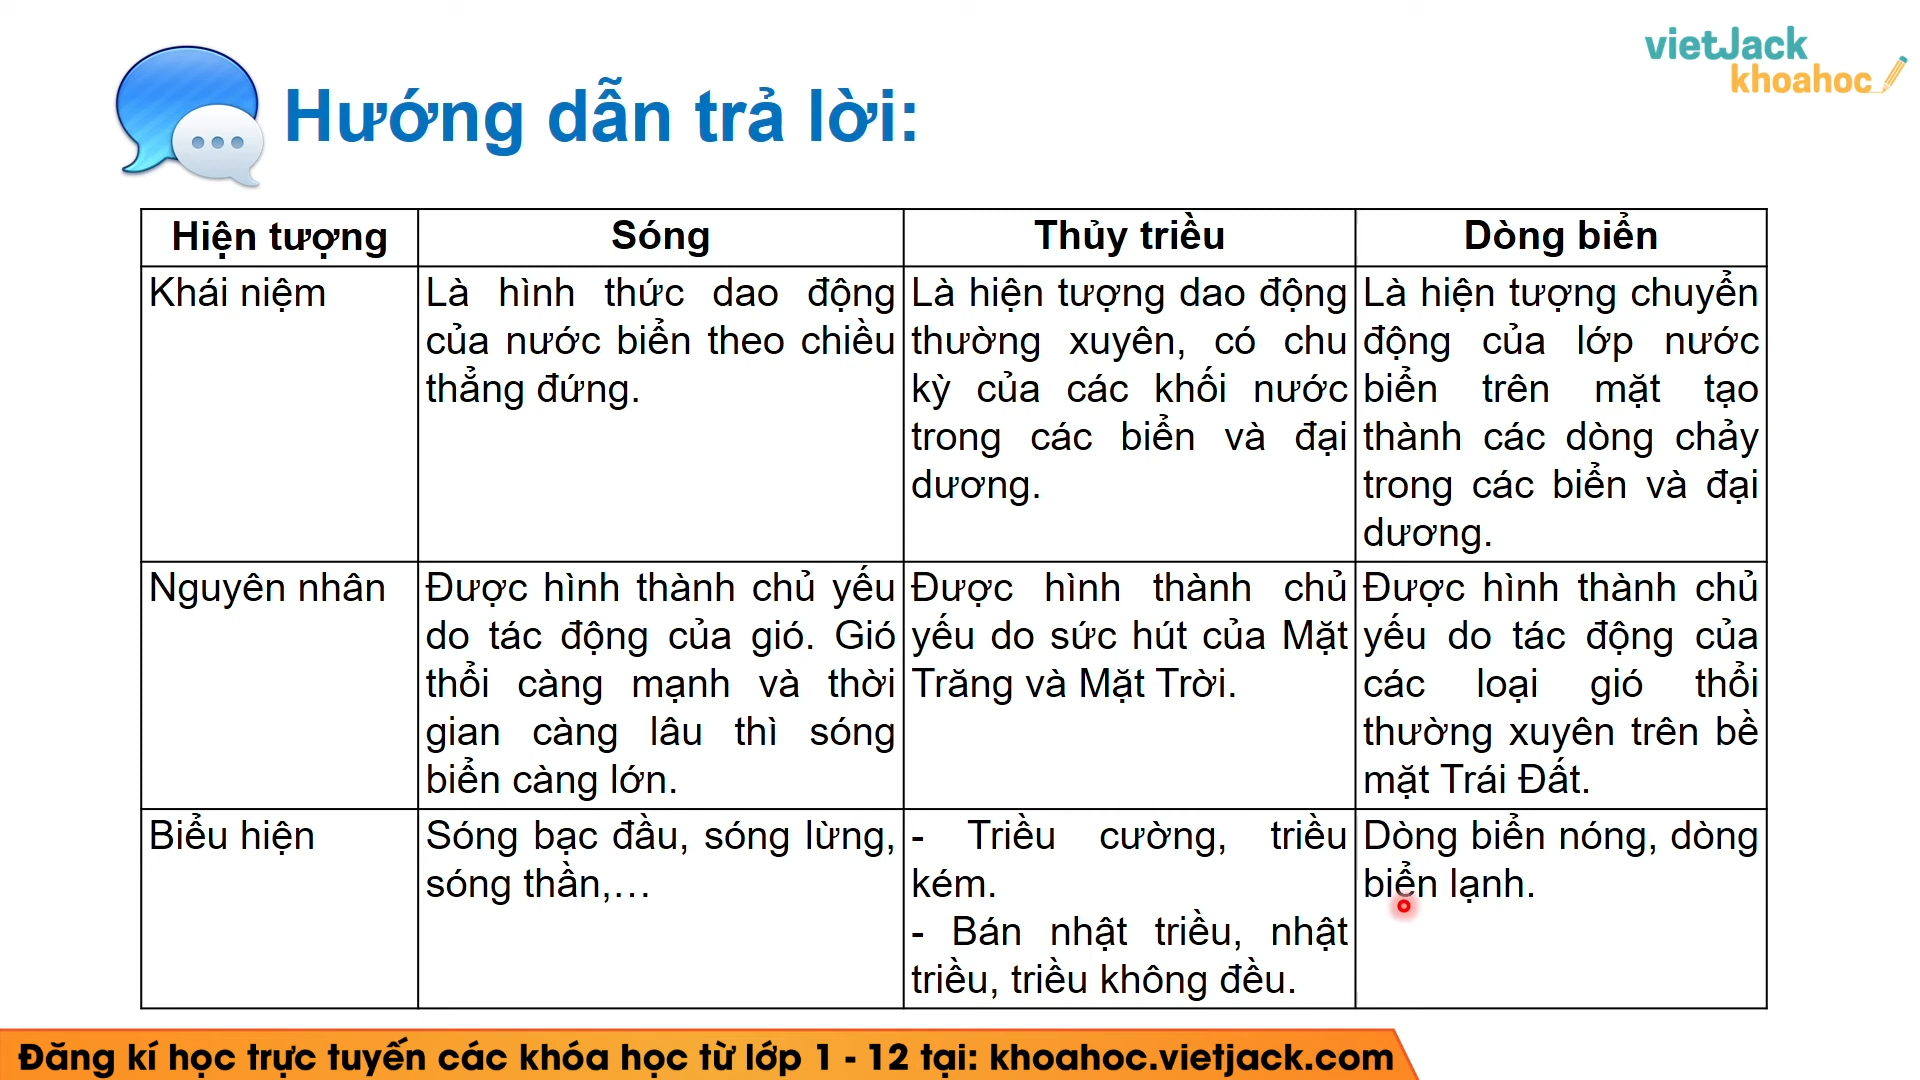 vietJack
khoahoc
Hướng dẫn trả lời:
Hiện tượng
Sóng
Thủy triều
Dòng biển
Khái niệm
Là hình thức dao động
của nước biển theo chiều
thẳng đứng.
Là hiện tượng dao động
thường xuyên, có chu
kỳ của các khối nước
trong các biển và đại
dương.
Là hiện tượng chuyển
động của lớp nước
biển trên mặt tạo
thành các dòng chảy
trong các biển và đại
dương.
Nguyên nhân
Được hình thành chủ yếu
do tác động của gió. Gió
thổi càng mạnh và thời
gian càng lâu thì sóng
biển càng lớn.
Được hình thành chủ
yếu do sức hút của Mặt
Trăng và Mặt Trời.
Được hình thành chủ
yếu do tác động của
các loại gió thổi
thường xuyên trên bề
mặt Trái Đất.
Biểu hiện
Sóng bạc đầu, sóng lừng,
sóng thần,…
- Triều cường, triều
kém.
- Bán nhật triều, nhật
triều, triều không đều.
Dòng biển nóng, dòng
biển lạnh.
Đăng kí học trực tuyến các khóa học từ lớp 1 - 12 tại: khoahoc.vietjack.com